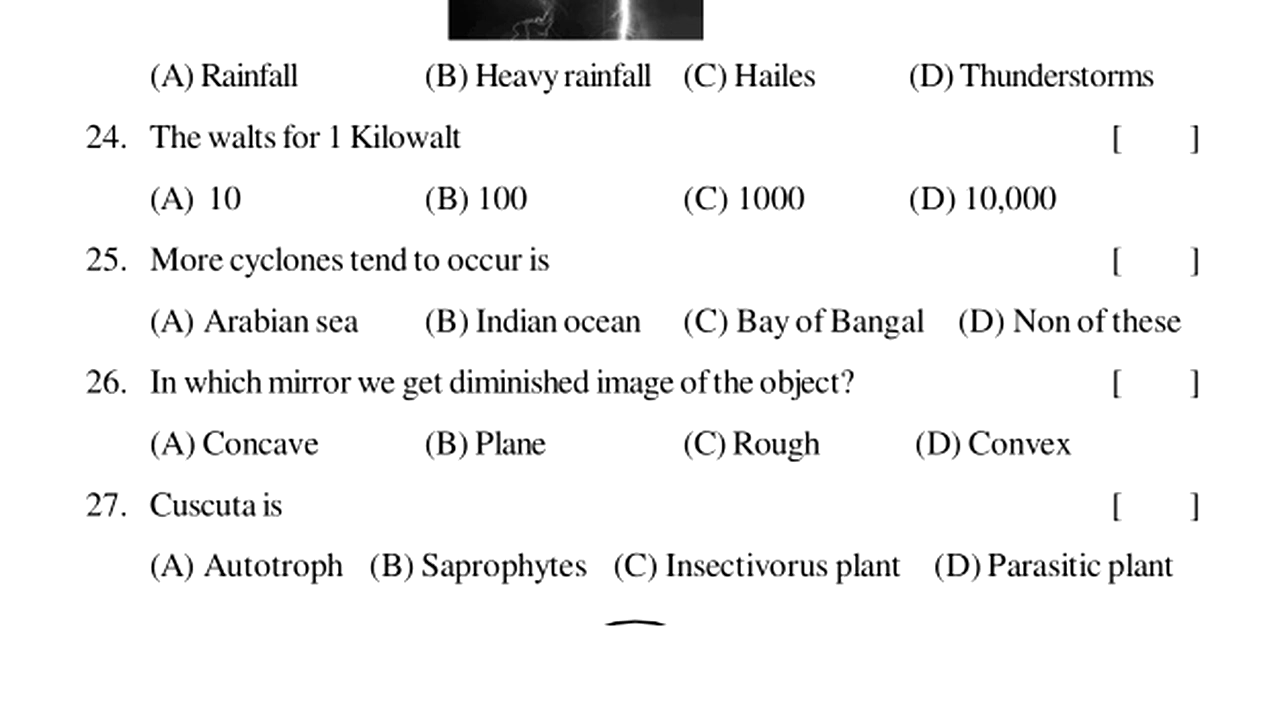 (A) Rainfall (B) Heavy rainfall (C) Hailes (D) Thunderstorms
24. The walts for 1 Kilowalt [ ]
(A) 10 (B) 100 (C) 1000 (D) 10,000
25. More cyclones tend to occur is [ ]
(A) Arabian sea (B) Indian ocean (C) Bay of Bangal (D) Non of these
26. In which mirror we get diminished image of the object? [ ]
(A) Concave (B) Plane (C) Rough (D) Convex
27. Cuscuta is [ ]
(A) Autotroph (B) Saprophytes (C) Insectivorus plant (D) Parasitic plant